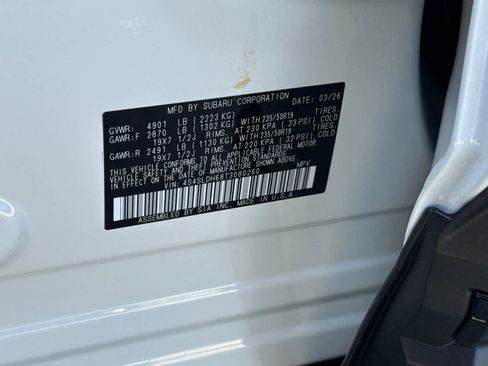 MFD BY SUBARU CORPORATION DATE: 03/26
GVWR: 4901 LB (2223 KG)
GAWR:F 2870 LB (1302 KG) WITH 235/50R19 TIRES,
19X7 1/2J RIMS, AT 230 KPA (33 PSI) COLD
GAWR:R 2491 LB (1130 KG) WITH 235/50R19 TIRES,
19X7 1/2J RIMS, AT 220 KPA (32 PSI) COLD
THIS VEHICLE CONFORMS TO ALL APPLICABLE FEDERAL MOTOR
VEHICLE SAFETY AND THEFT PREVENTION STANDARDS
IN EFFECT ON THE DATE OF MANUFACTURE SHOWN ABOVE.
VIN: 4S4SLDH68T3080260 MPV
ASSEMBLED BY SIA INC. MADE IN U.S.A.